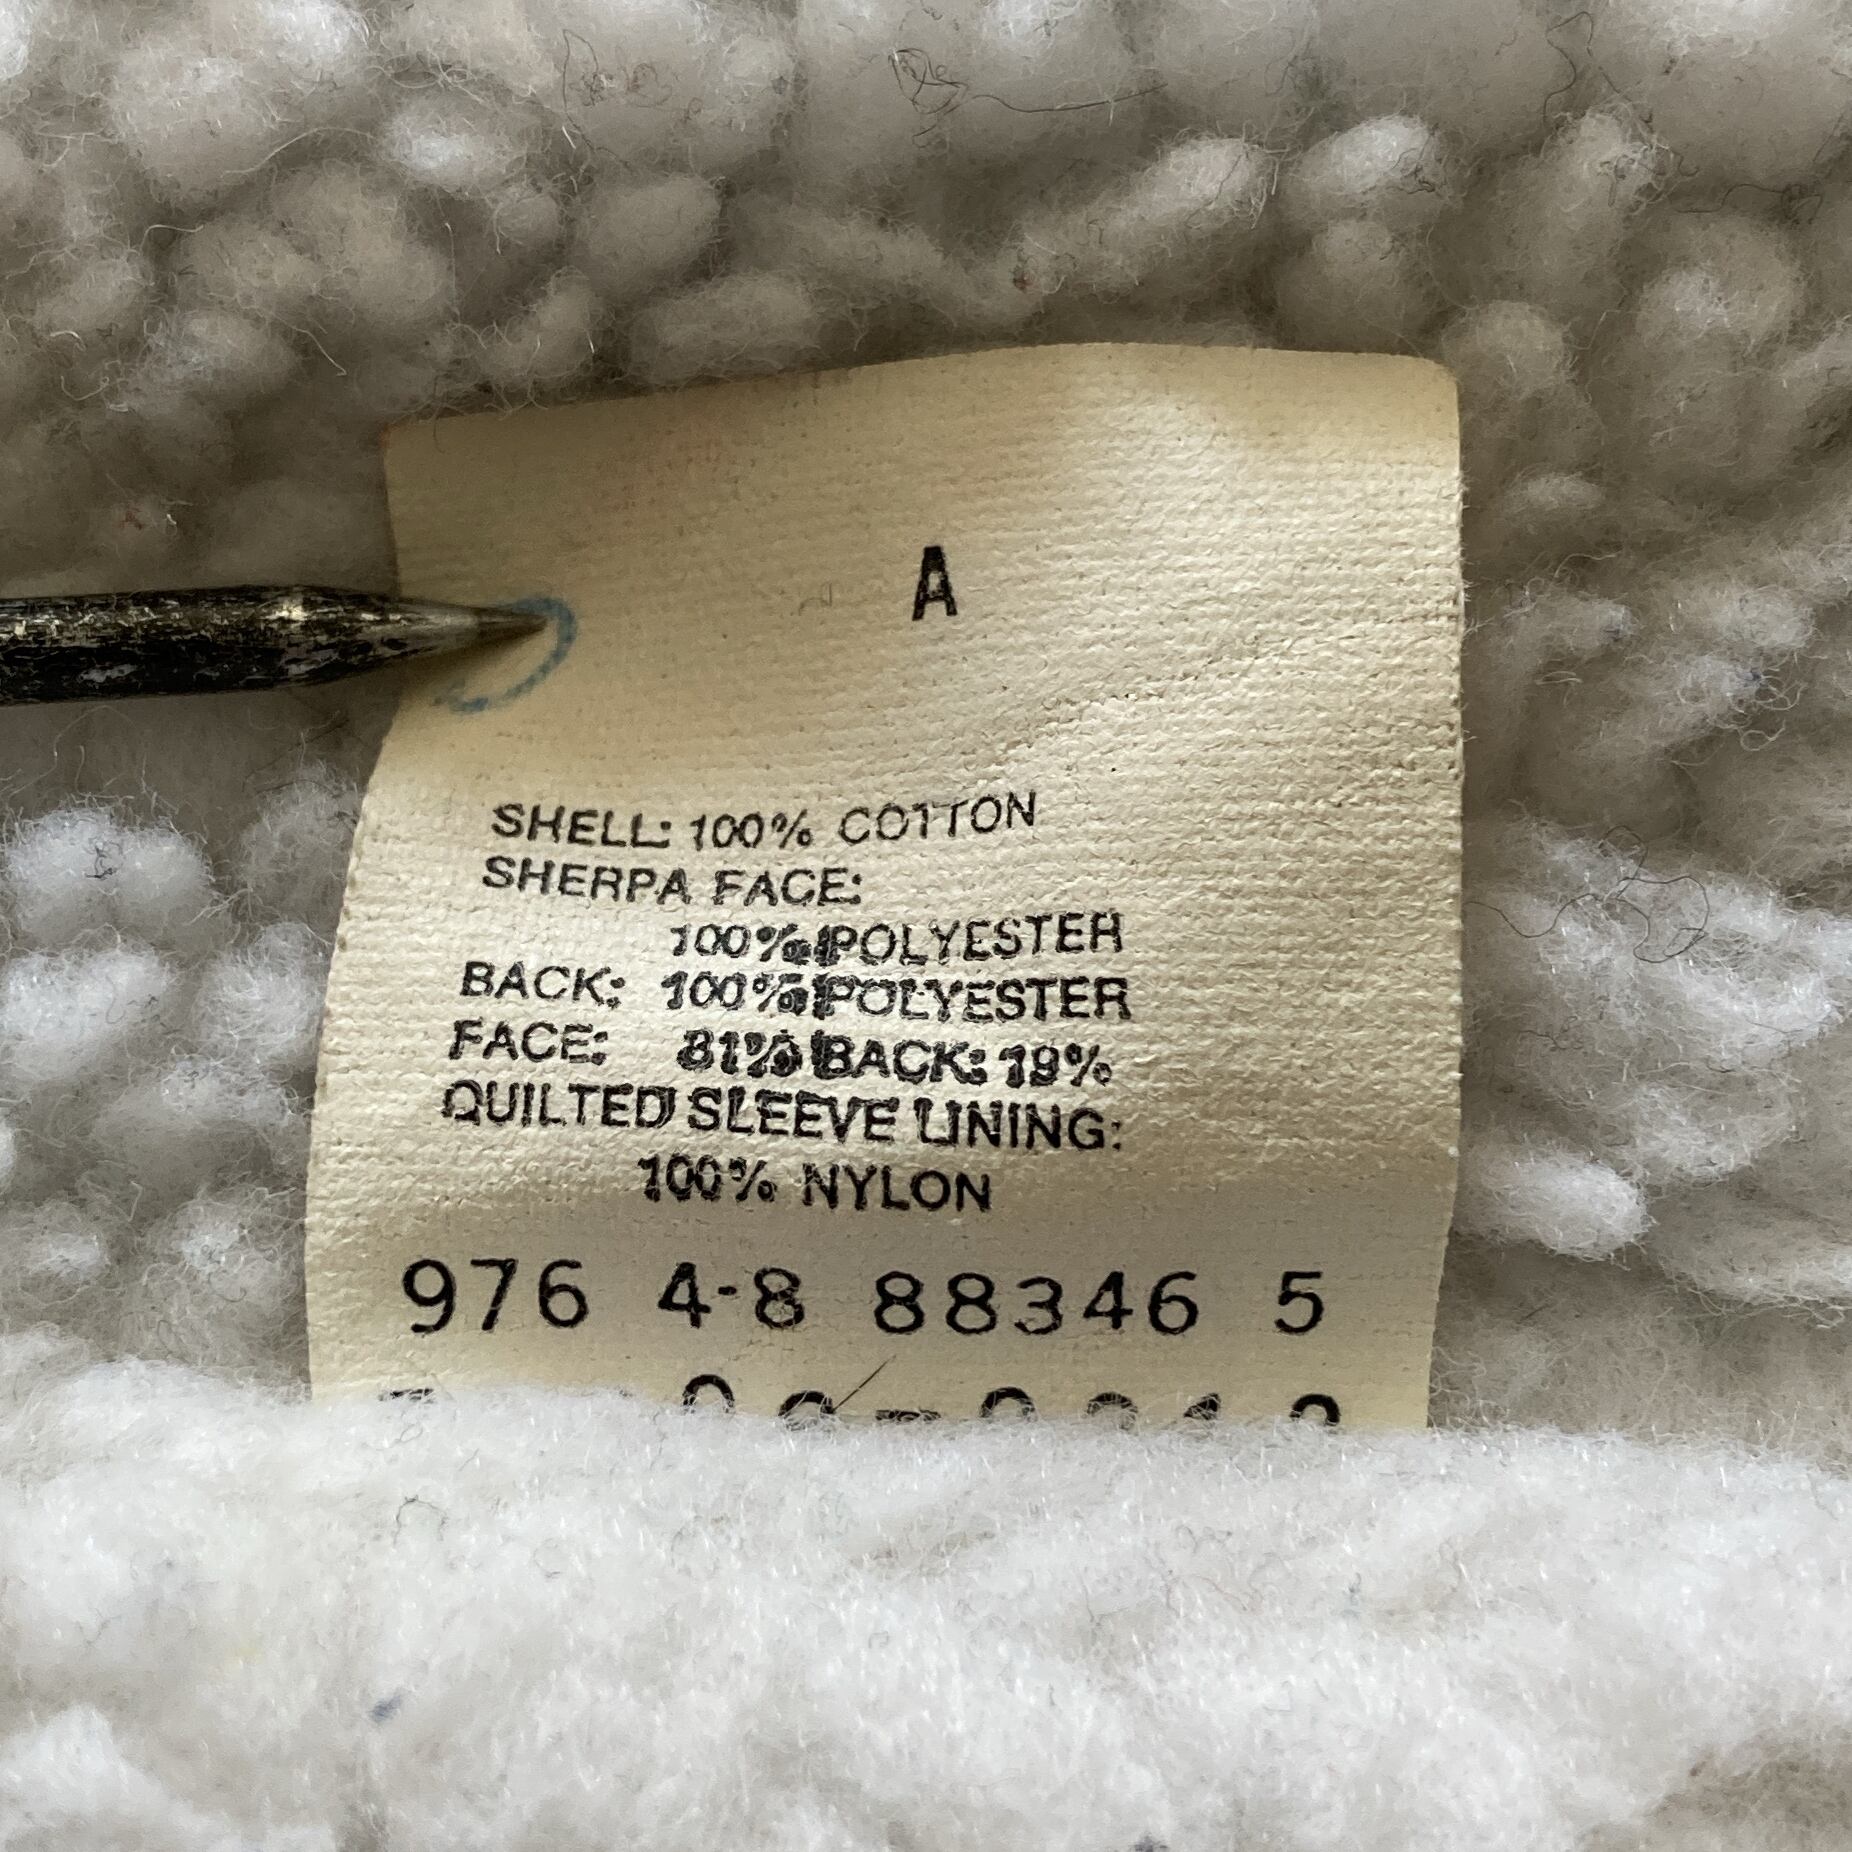 A
SHELL: 100% COTTON
SHERPA FACE:
100% POLYESTER
BACK: 100% POLYESTER
FACE: 81% BACK: 19%
QUILTED SLEEVE LINING:
100% NYLON
976 4-8 88346 5